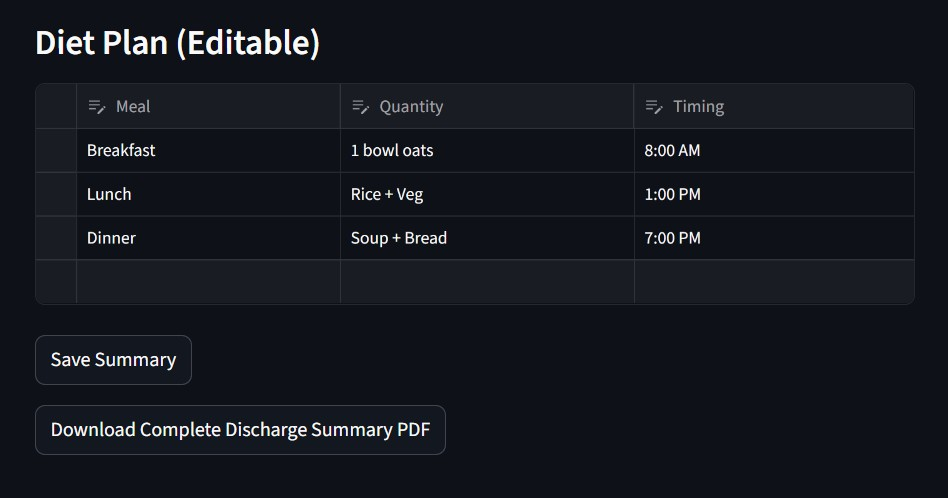 Diet Plan (Editable)
Meal Quantity Timing
Breakfast 1 bowl oats 8:00 AM
Lunch Rice + Veg 1:00 PM
Dinner Soup + Bread 7:00 PM
Save Summary
Download Complete Discharge Summary PDF